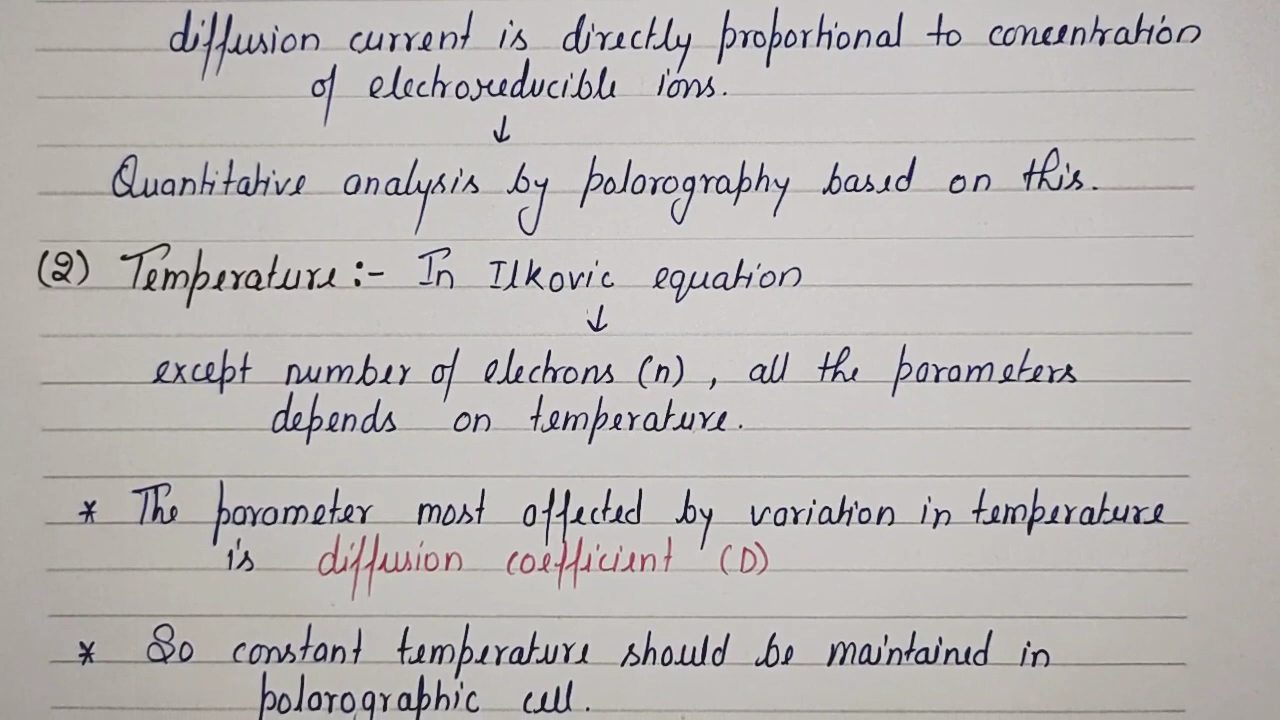 diffusion current is directly proportional to concentration
of electroreducible ions.
↓
Quantitative analysis by polarography based on this.
(2) Temperature :- In Ilkovic equation
↓
except number of electrons (n) , all the parameters
depends on temperature.
* The parameter most affected by variation in temperature
is diffusion coefficient (D)
* So constant temperature should be maintained in
polarographic cell.